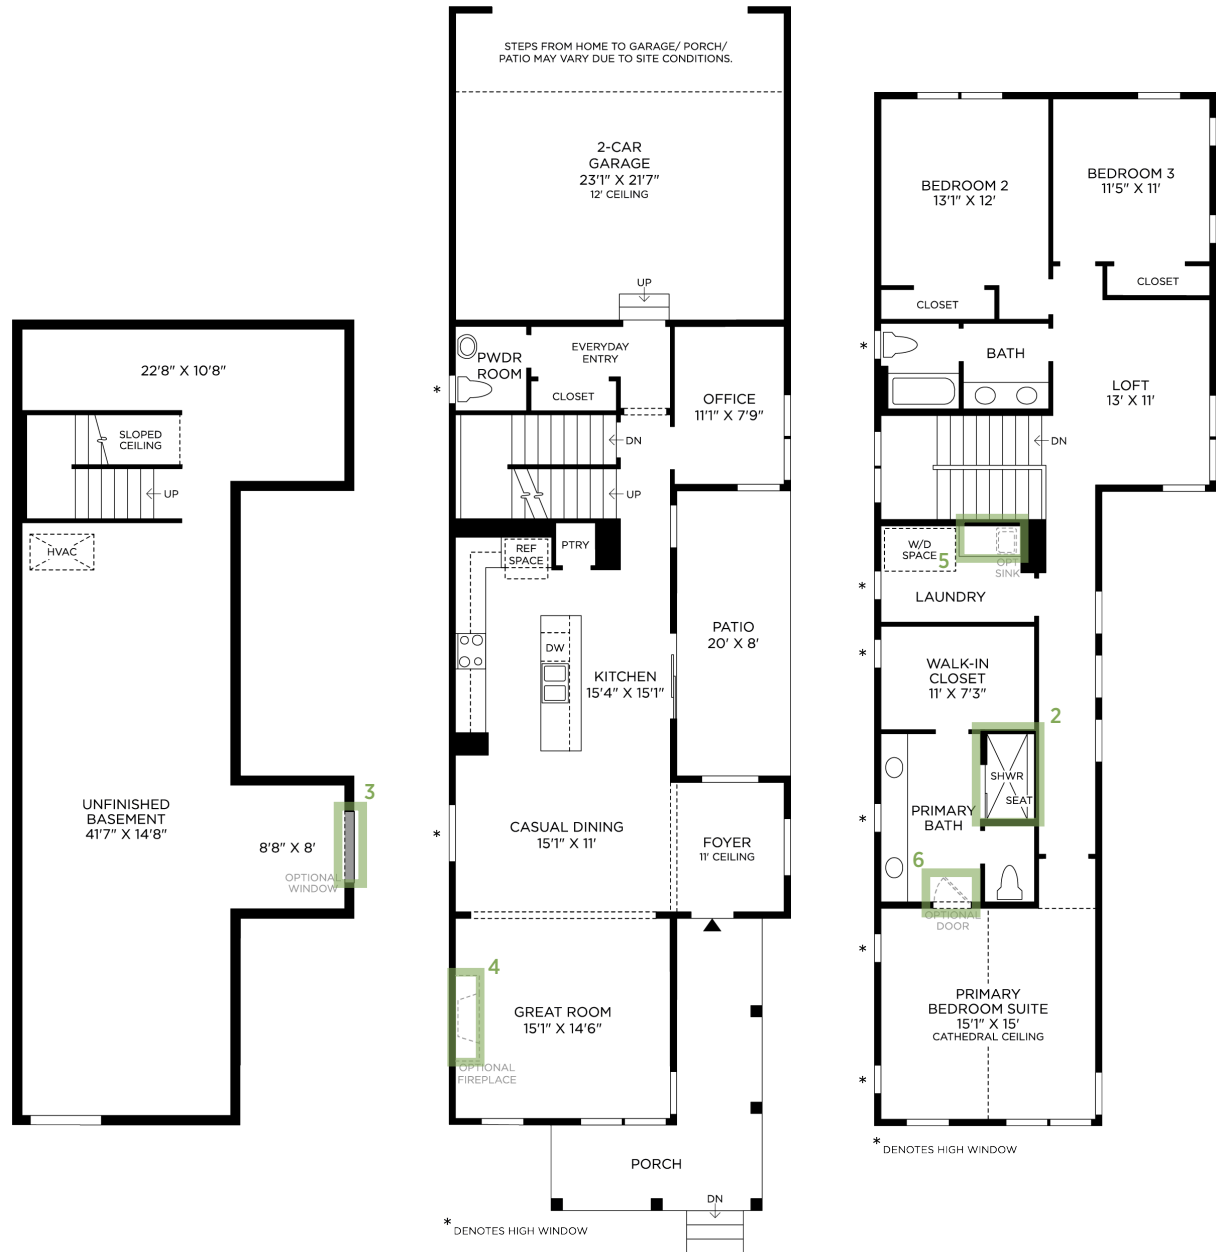 22'8" X 10'8"
SLOPED
CEILING
UP
HVAC
UNFINISHED
BASEMENT
41'7" X 14'8"
8'8" X 8'
OPTIONAL
WINDOW
3
STEPS FROM HOME TO GARAGE/ PORCH/
PATIO MAY VARY DUE TO SITE CONDITIONS.
2-CAR
GARAGE
23'1" X 21'7"
12' CEILING
UP
PWDR
ROOM
EVERYDAY
ENTRY
CLOSET
OFFICE
11'1" X 7'9"
*
DN
UP
REF
SPACE
PTRY
DW
KITCHEN
15'4" X 15'1"
PATIO
20' X 8'
*
CASUAL DINING
15'1" X 11'
FOYER
11' CEILING
4
GREAT ROOM
15'1" X 14'6"
OPTIONAL
FIREPLACE
PORCH
DN
* DENOTES HIGH WINDOW
BEDROOM 2
13'1" X 12'
BEDROOM 3
11'5" X 11'
CLOSET
CLOSET
*
BATH
LOFT
13' X 11'
DN
W/D
SPACE
5
OPT
SINK
*
LAUNDRY
*
WALK-IN
CLOSET
11' X 7'3"
2
SHWR
SEAT
*
PRIMARY
BATH
6
OPTIONAL
DOOR
*
PRIMARY
BEDROOM SUITE
15'1" X 15'
CATHEDRAL CEILING
*
* DENOTES HIGH WINDOW